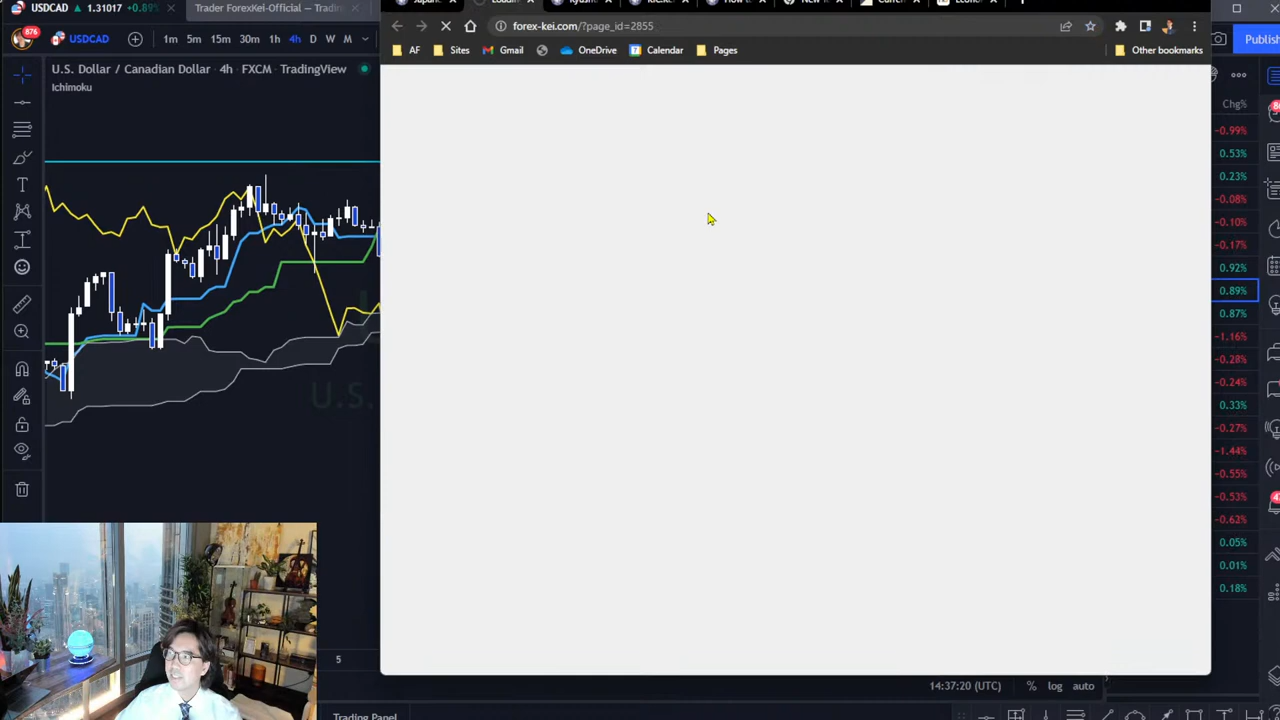 USDCAD ▲ 1.31017 +0.89%
Trader ForexKei-Official — Trading
876
USDCAD
1m 5m 15m 30m 1h 4h D W M
U.S. Dollar / Canadian Dollar · 4h · FXCM · TradingView
Ichimoku
forex-kei.com/?page_id=2855
AF Sites Gmail OneDrive Calendar Pages Other bookmarks
Publish
Chg%
-0.99%
0.53%
0.23%
-0.08%
-0.10%
-0.17%
0.92%
0.89%
0.87%
-1.16%
-0.28%
-0.24%
0.33%
-0.27%
-1.44%
-0.55%
-0.53%
-0.62%
0.05%
0.01%
0.18%
U.S.
5
14:37:20 (UTC) % log auto
Trading Panel